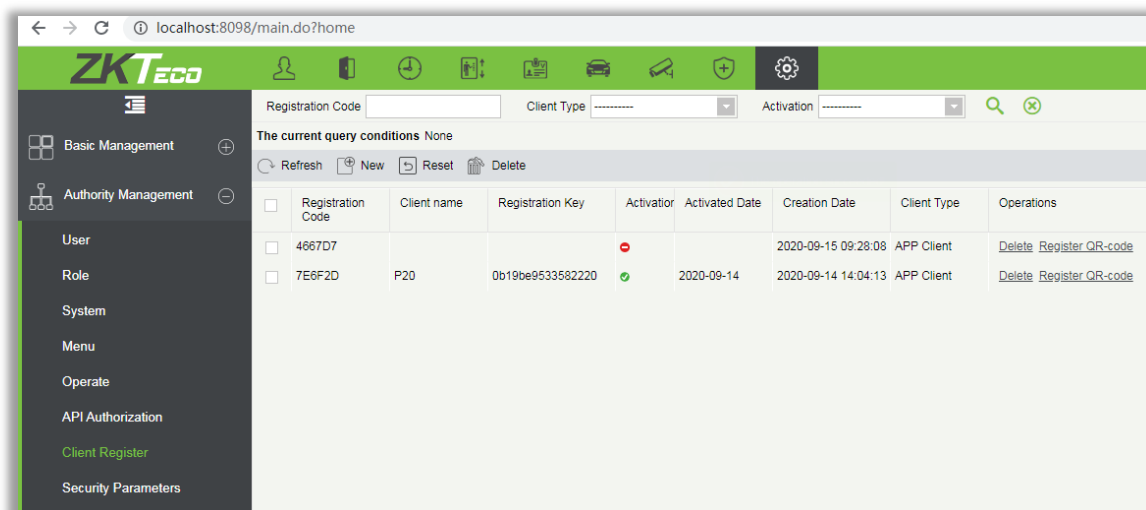 localhost:8098/main.do?home
ZKTeco
Registration Code Client Type ---------- Activation ----------
The current query conditions None
Refresh New Reset Delete
Basic Management
Authority Management
User
Role
System
Menu
Operate
API Authorization
Client Register
Security Parameters
Registration Code Client name Registration Key Activation Activated Date Creation Date Client Type Operations
4667D7 2020-09-15 09:28:08 APP Client Delete Register QR-code
7E6F2D P20 0b19be9533582220 2020-09-14 2020-09-14 14:04:13 APP Client Delete Register QR-code